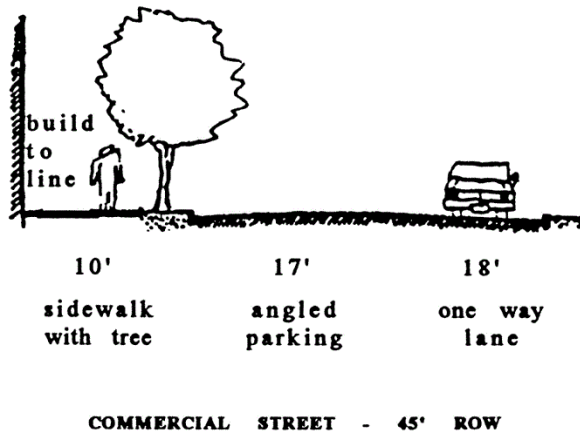 build
to
line
10' 17' 18'
sidewalk angled one way
with tree parking lane
COMMERCIAL STREET - 45' ROW